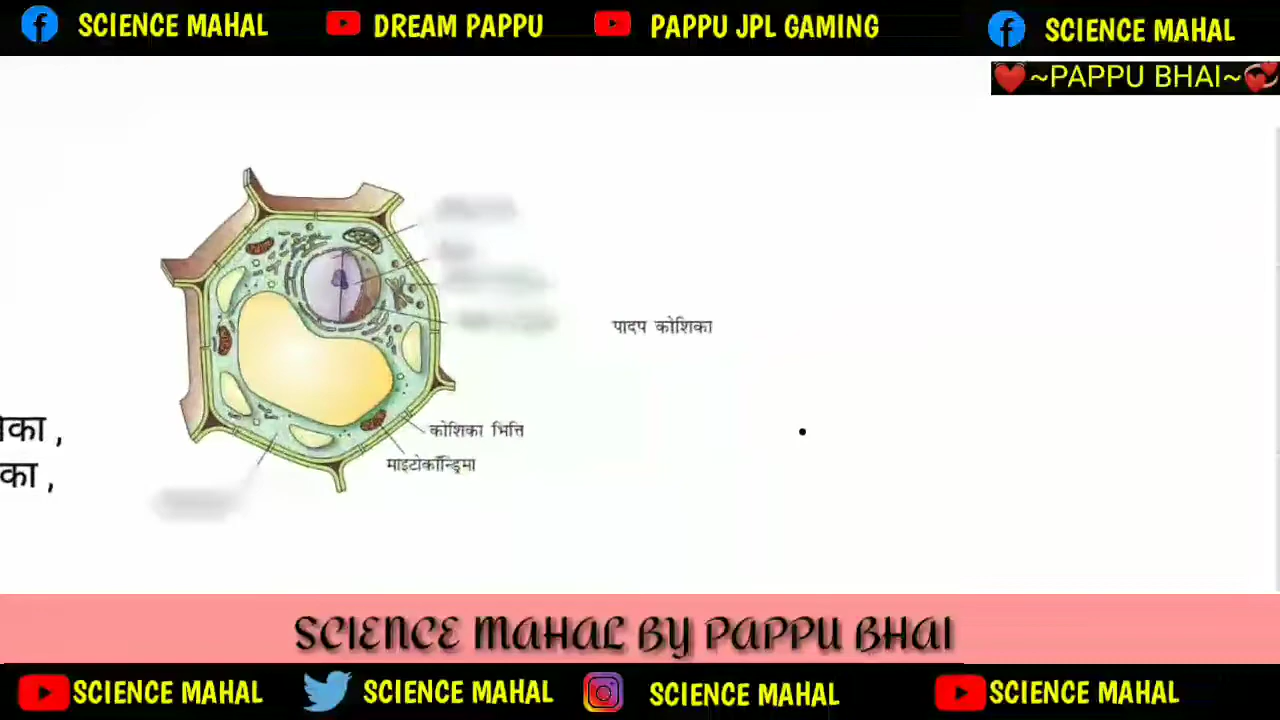 SCIENCE MAHAL
DREAM PAPPU
PAPPU JPL GAMING
SCIENCE MAHAL
~PAPPU BHAI~
पादप कोशिका
का ,
का ,
कोशिका भित्ति
माइटोकॉन्ड्रिमा
SCIENCE MAHAL BY PAPPU BHAI
SCIENCE MAHAL
SCIENCE MAHAL
SCIENCE MAHAL
SCIENCE MAHAL